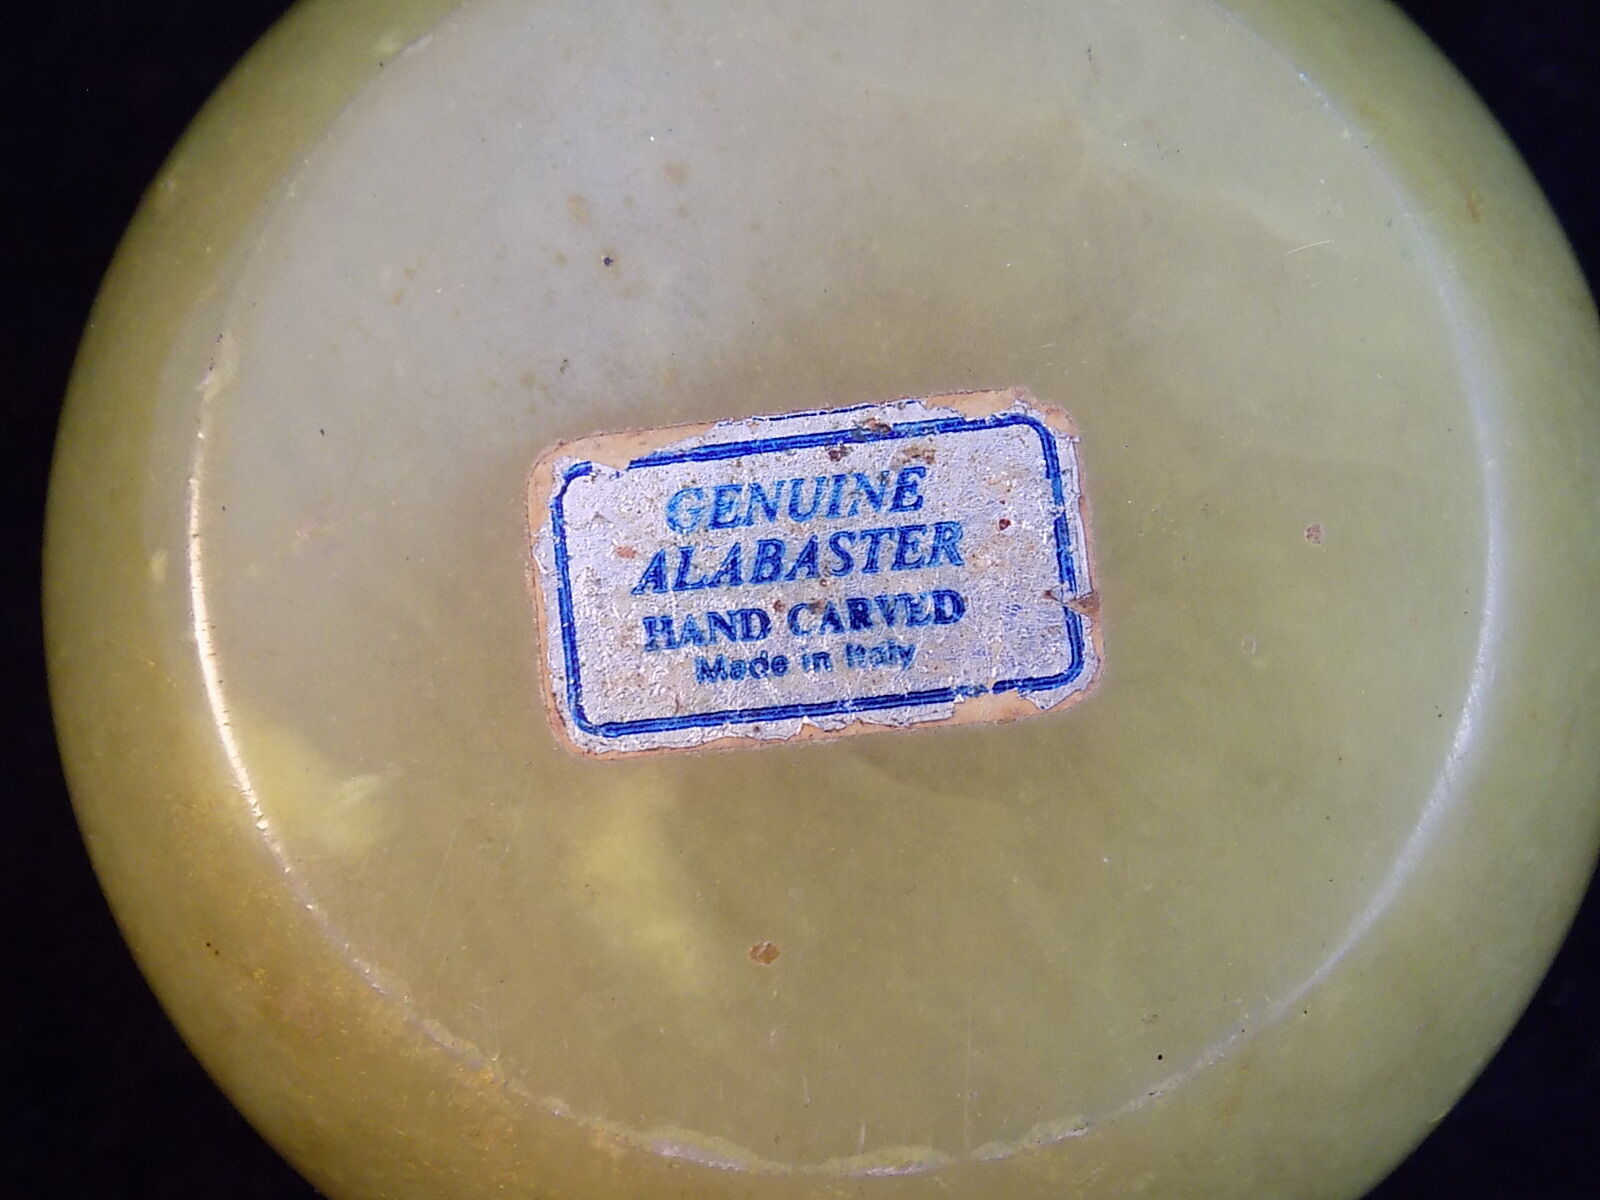 GENUINE
ALABASTER
HAND CARVED
Made in Italy